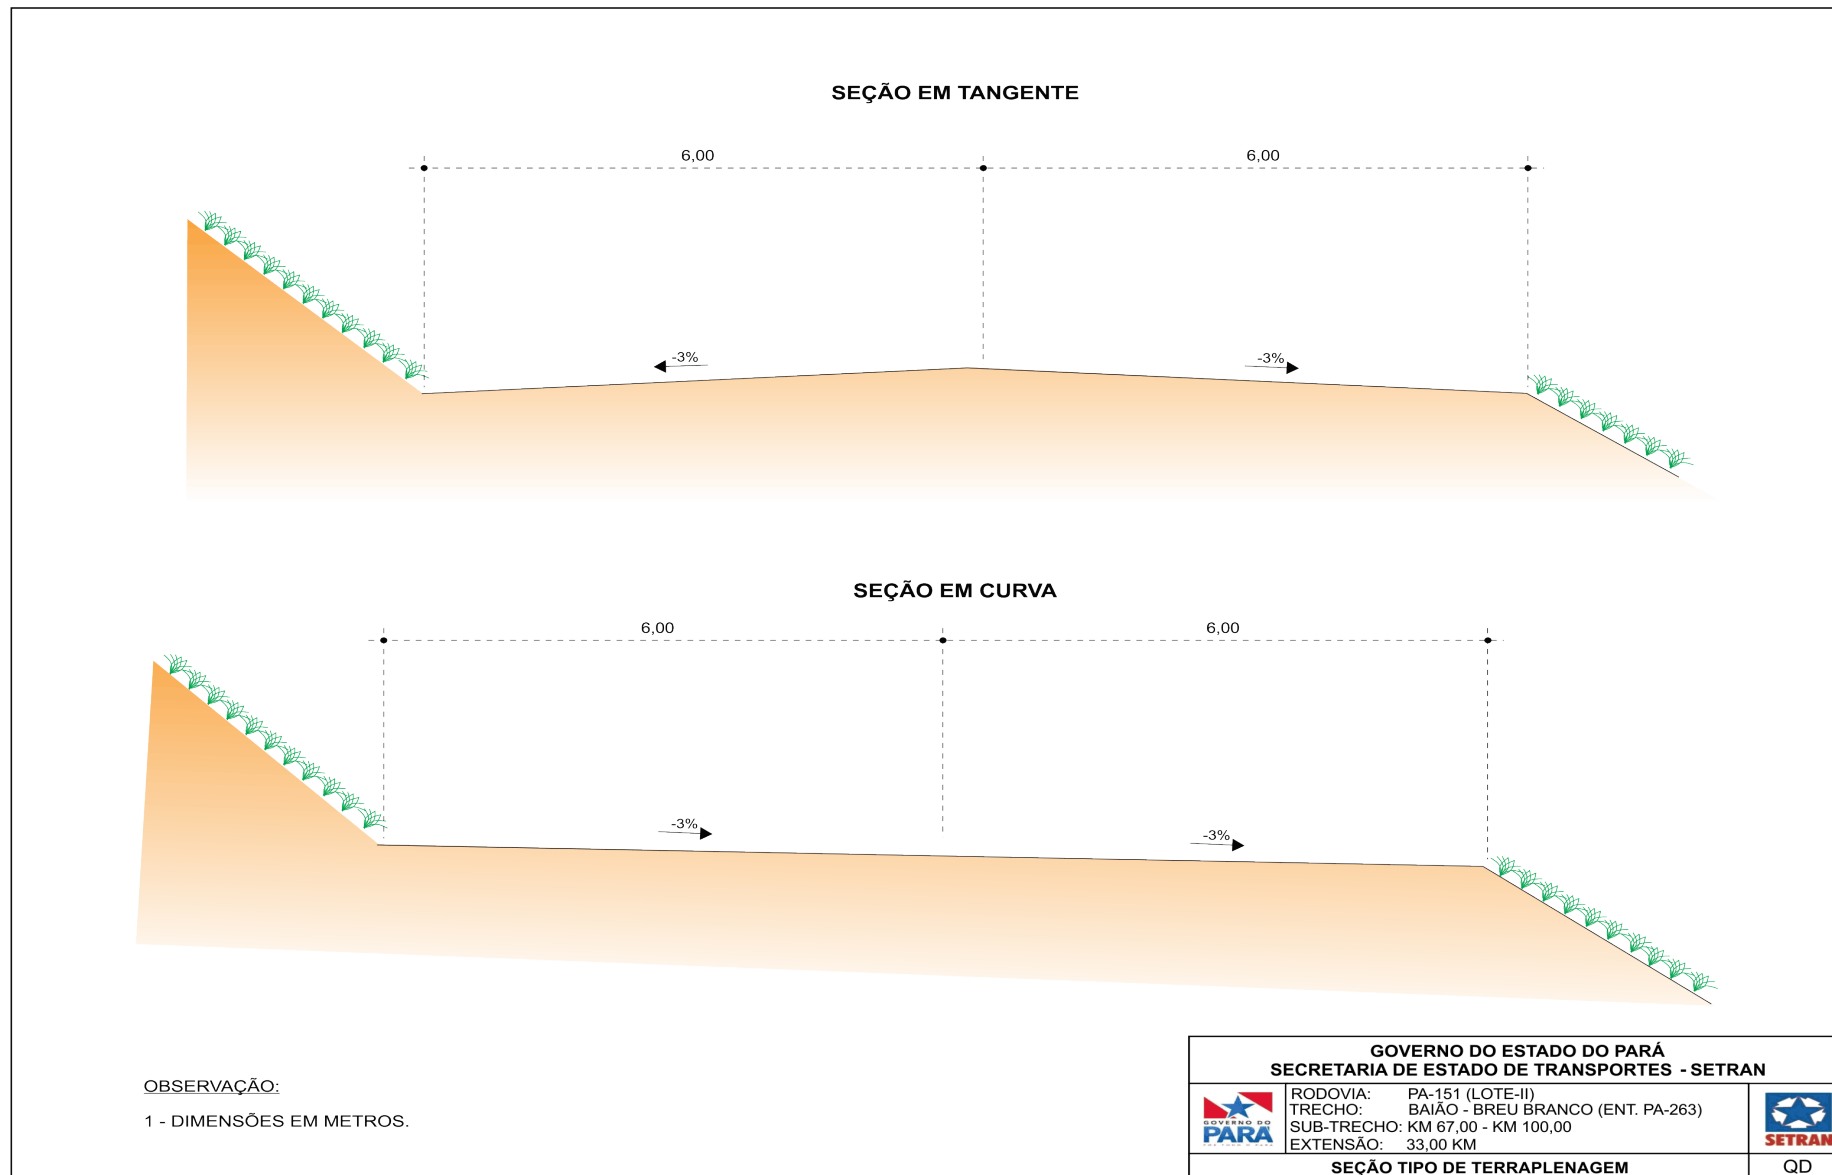 SEÇÃO EM TANGENTE
6,00 6,00
-3% -3%
SEÇÃO EM CURVA
6,00 6,00
-3%
-3%
OBSERVAÇÃO:
1 - DIMENSÕES EM METROS.
GOVERNO DO ESTADO DO PARÁ
SECRETARIA DE ESTADO DE TRANSPORTES - SETRAN
GOVERNO DO
PARÁ
RODOVIA: PA-151 (LOTE-II)
TRECHO: BAIÃO - BREU BRANCO (ENT. PA-263)
SUB-TRECHO: KM 67,00 - KM 100,00
EXTENSÃO: 33,00 KM
SETRAN
SEÇÃO TIPO DE TERRAPLENAGEM
QD